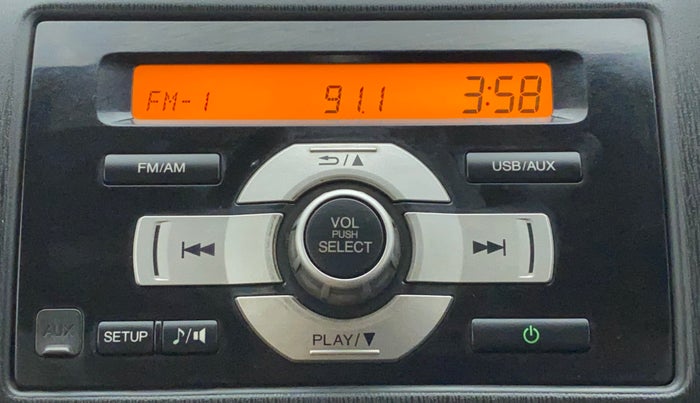 FM-1 91.1 3:58
FM/AM
USB/AUX
VOL
PUSH
SELECT
AUX
SETUP
PLAY/▼